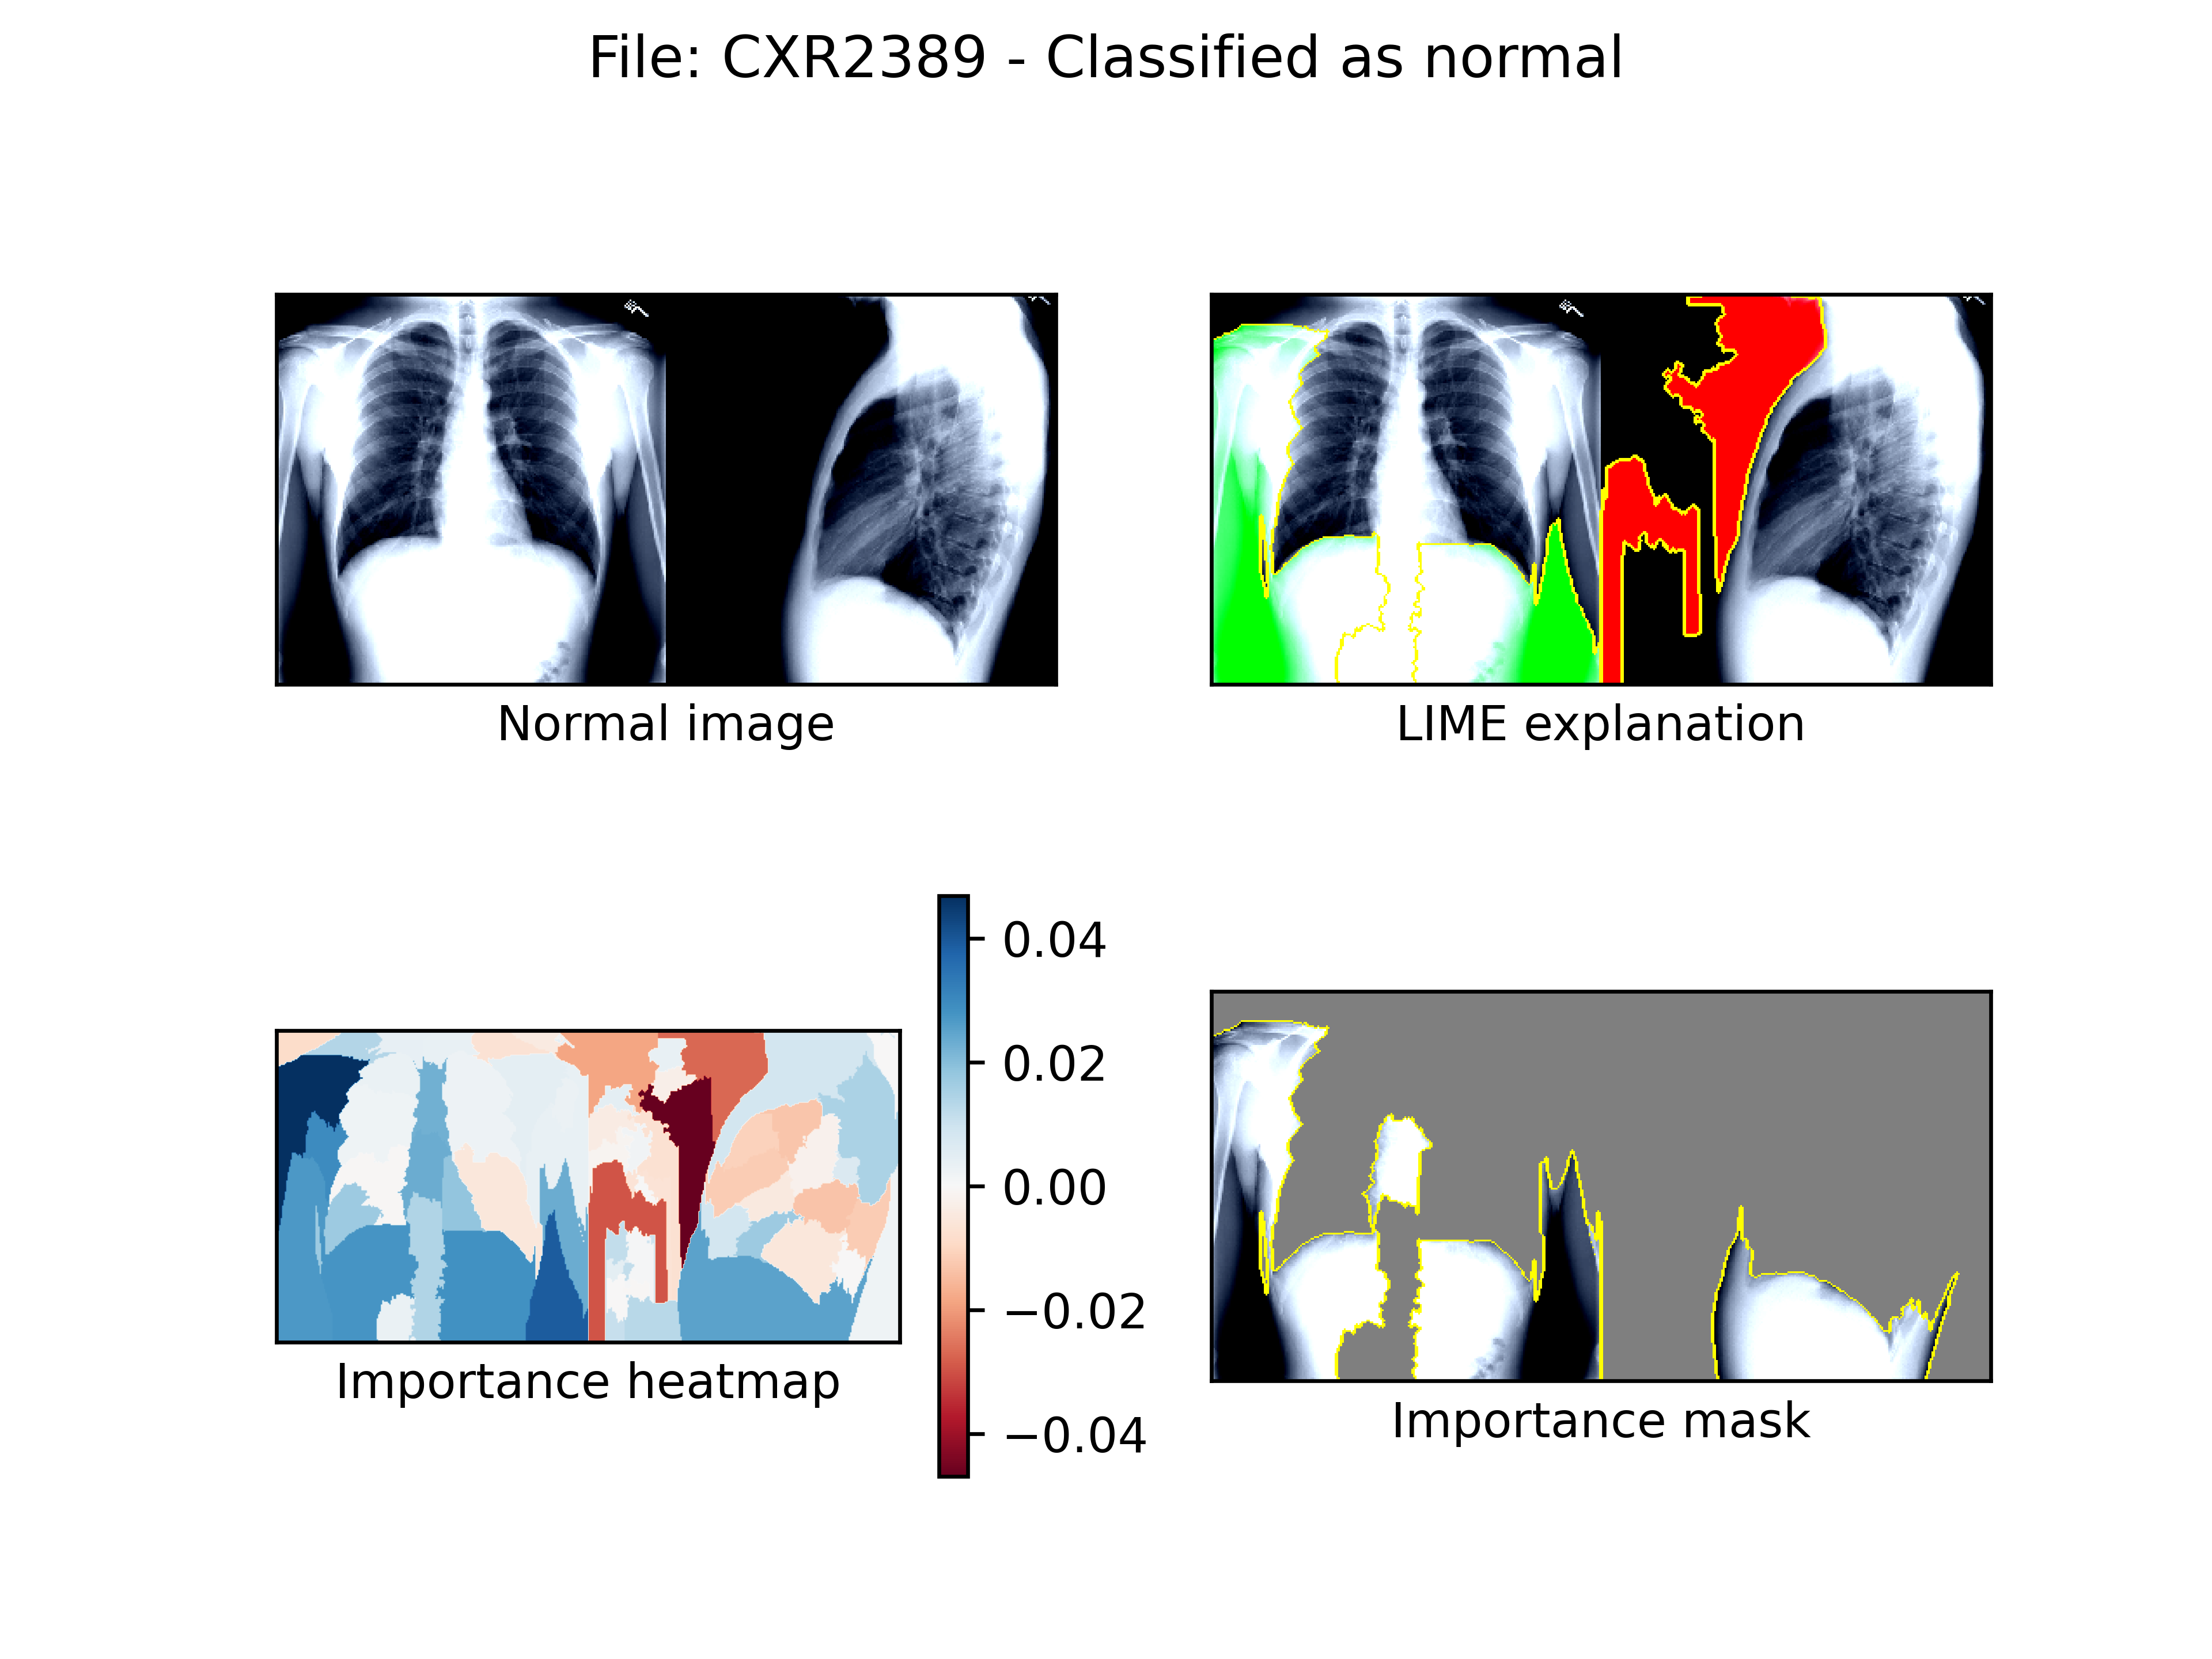 File: CXR2389 - Classified as normal
Normal image
LIME explanation
0.04
0.02
0.00
−0.02
−0.04
Importance heatmap
Importance mask